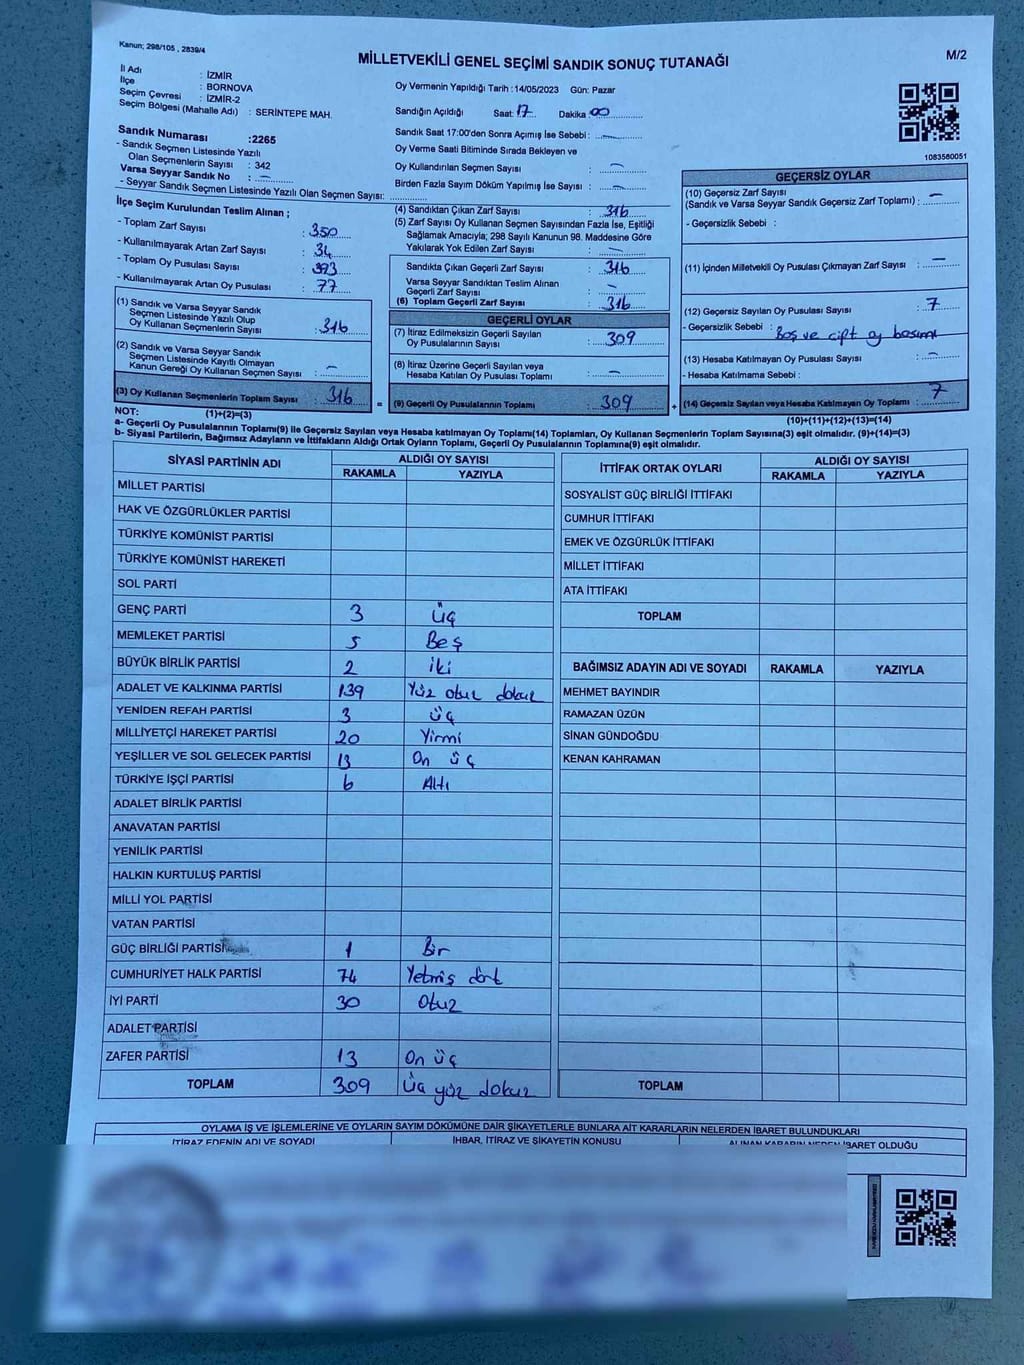 Kanun; 298/105 , 2839/4
MİLLETVEKİLİ GENEL SEÇİMİ SANDIK SONUÇ TUTANAĞI
M/2
İl Adı : İZMİR
İlçe : BORNOVA
Seçim Çevresi : İZMİR-2
Seçim Bölgesi (Mahalle Adı) : SERİNTEPE MAH.
Oy Vermenin Yapıldığı Tarih : 14/05/2023 Gün: Pazar
Sandığın Açıldığı Saat: 17 Dakika 00
Sandık Saat 17:00'den Sonra Açımış İse Sebebi : —
Oy Verme Saati Bitiminde Sırada Bekleyen ve
Oy Kullandırılan Seçmen Sayısı : —
Birden Fazla Sayım Döküm Yapılmış İse Sayısı : —
1083580051
Sandık Numarası :2265
- Sandık Seçmen Listesinde Yazılı
Olan Seçmenlerin Sayısı : 342
Varsa Seyyar Sandık No : —
- Seyyar Sandık Seçmen Listesinde Yazılı Olan Seçmen Sayısı:
İlçe Seçim Kurulundan Teslim Alınan ;
- Toplam Zarf Sayısı : 350
- Kullanılmayarak Artan Zarf Sayısı : 34
- Toplam Oy Pusulası Sayısı : 393
- Kullanılmayarak Artan Oy Pusulası : 77
(1) Sandık ve Varsa Seyyar Sandık
Seçmen Listesinde Yazılı Olup
Oy Kullanan Seçmenlerin Sayısı : 316
(2) Sandık ve Varsa Seyyar Sandık
Seçmen Listesinde Kayıtlı Olmayan
Kanun Gereği Oy Kullanan Seçmen Sayısı : —
(3) Oy Kullanan Seçmenlerin Toplam Sayısı : 316 =
(4) Sandıktan Çıkan Zarf Sayısı : 316
(5) Zarf Sayısı Oy Kullanan Seçmen Sayısından Fazla İse, Eşitliği
Sağlamak Amacıyla; 298 Sayılı Kanunun 98. Maddesine Göre
Yakılarak Yok Edilen Zarf Sayısı : —
Sandıkta Çıkan Geçerli Zarf Sayısı : 316
Varsa Seyyar Sandıktan Teslim Alınan
Geçerli Zarf Sayısı : —
(6) Toplam Geçerli Zarf Sayısı : 316
GEÇERLİ OYLAR
(7) İtiraz Edilmeksizin Geçerli Sayılan
Oy Pusulalarının Sayısı : 309
(8) İtiraz Üzerine Geçerli Sayılan veya
Hesaba Katılan Oy Pusulası Toplamı : —
(9) Geçerli Oy Pusulalarının Toplamı : 309 +
GEÇERSİZ OYLAR
(10) Geçersiz Zarf Sayısı
(Sandık ve Varsa Seyyar Sandık Geçersiz Zarf Toplamı) : —
- Geçersizlik Sebebi :
(11) İçinden Milletvekili Oy Pusulası Çıkmayan Zarf Sayısı : —
(12) Geçersiz Sayılan Oy Pusulası Sayısı : 7
- Geçersizlik Sebebi : Boş ve çift oy basımı
(13) Hesaba Katılmayan Oy Pusulası Sayısı : —
- Hesaba Katılmama Sebebi :
(14) Geçersiz Sayılan veya Hesaba Katılmayan Oy Toplamı : 7
NOT: (1)+(2)=(3)
(10)+(11)+(12)+(13)=(14)
a- Geçerli Oy Pusulalarının Toplamı(9) ile Geçersiz Sayılan veya Hesaba Katılmayan Oy Toplamı(14) Toplamları, Oy Kullanan Seçmenlerin Toplam Sayısına(3) eşit olmalıdır. (9)+(14)=(3)
b- Siyasi Partilerin, Bağımsız Adayların ve İttifakların Aldığı Ortak Oyların Toplamı, Geçerli Oy Pusulalarının Toplamına(9) eşit olmalıdır.
SİYASİ PARTİNİN ADI ALDIĞI OY SAYISI
RAKAMLA YAZIYLA
MİLLET PARTİSİ
HAK VE ÖZGÜRLÜKLER PARTİSİ
TÜRKİYE KOMÜNİST PARTİSİ
TÜRKİYE KOMÜNİST HAREKETİ
SOL PARTİ
GENÇ PARTİ 3 üç
MEMLEKET PARTİSİ 5 Beş
BÜYÜK BİRLİK PARTİSİ 2 iki
ADALET VE KALKINMA PARTİSİ 139 Yüz otuz dokuz
YENİDEN REFAH PARTİSİ 3 üç
MİLLİYETÇİ HAREKET PARTİSİ 20 Yirmi
YEŞİLLER VE SOL GELECEK PARTİSİ 13 On üç
TÜRKİYE İŞÇİ PARTİSİ 6 Altı
ADALET BİRLİK PARTİSİ
ANAVATAN PARTİSİ
YENİLİK PARTİSİ
HALKIN KURTULUŞ PARTİSİ
MİLLİ YOL PARTİSİ
VATAN PARTİSİ
GÜÇ BİRLİĞİ PARTİSİ 1 Bir
CUMHURİYET HALK PARTİSİ 74 Yetmiş dört
İYİ PARTİ 30 Otuz
ADALET PARTİSİ
ZAFER PARTİSİ 13 On üç
TOPLAM 309 üç yüz dokuz
İTTİFAK ORTAK OYLARI ALDIĞI OY SAYISI
RAKAMLA YAZIYLA
SOSYALİST GÜÇ BİRLİĞİ İTTİFAKI
CUMHUR İTTİFAKI
EMEK VE ÖZGÜRLÜK İTTİFAKI
MİLLET İTTİFAKI
ATA İTTİFAKI
TOPLAM
BAĞIMSIZ ADAYIN ADI VE SOYADI RAKAMLA YAZIYLA
MEHMET BAYINDIR
RAMAZAN ÜZÜN
SİNAN GÜNDOĞDU
KENAN KAHRAMAN
TOPLAM
OYLAMA İŞ VE İŞLEMLERİNE VE OYLARIN SAYIM DÖKÜMÜNE DAİR ŞİKAYETLERLE BUNLARA AİT KARARLARIN NELERDEN İBARET BULUNDUKLARI
İTİRAZ EDENİN ADI VE SOYADI İHBAR, İTİRAZ VE ŞİKAYETİN KONUSU ALINAN KARARIN NEDEN İBARET OLDUĞU